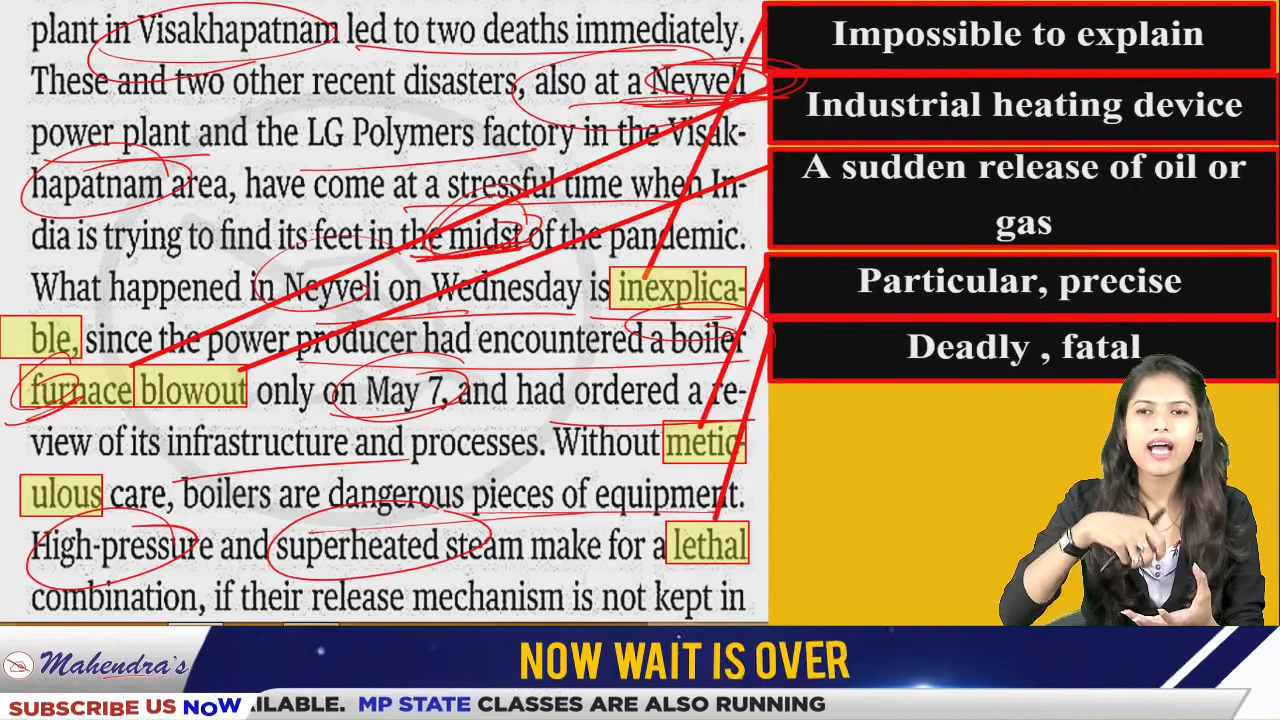 plant in Visakhapatnam led to two deaths immediately.
These and two other recent disasters, also at a Neyveli
power plant and the LG Polymers factory in the Visak-
hapatnam area, have come at a stressful time when In-
dia is trying to find its feet in the midst of the pandemic.
What happened in Neyveli on Wednesday is inexplica-
ble, since the power producer had encountered a boiler
furnace blowout only on May 7, and had ordered a re-
view of its infrastructure and processes. Without metic-
ulous care, boilers are dangerous pieces of equipment.
High-pressure and superheated steam make for a lethal
combination, if their release mechanism is not kept in
Impossible to explain
Industrial heating device
A sudden release of oil or
gas
Particular, precise
Deadly , fatal
Mahendra's
NOW WAIT IS OVER
SUBSCRIBE US NOW
ILABLE. MP STATE CLASSES ARE ALSO RUNNING